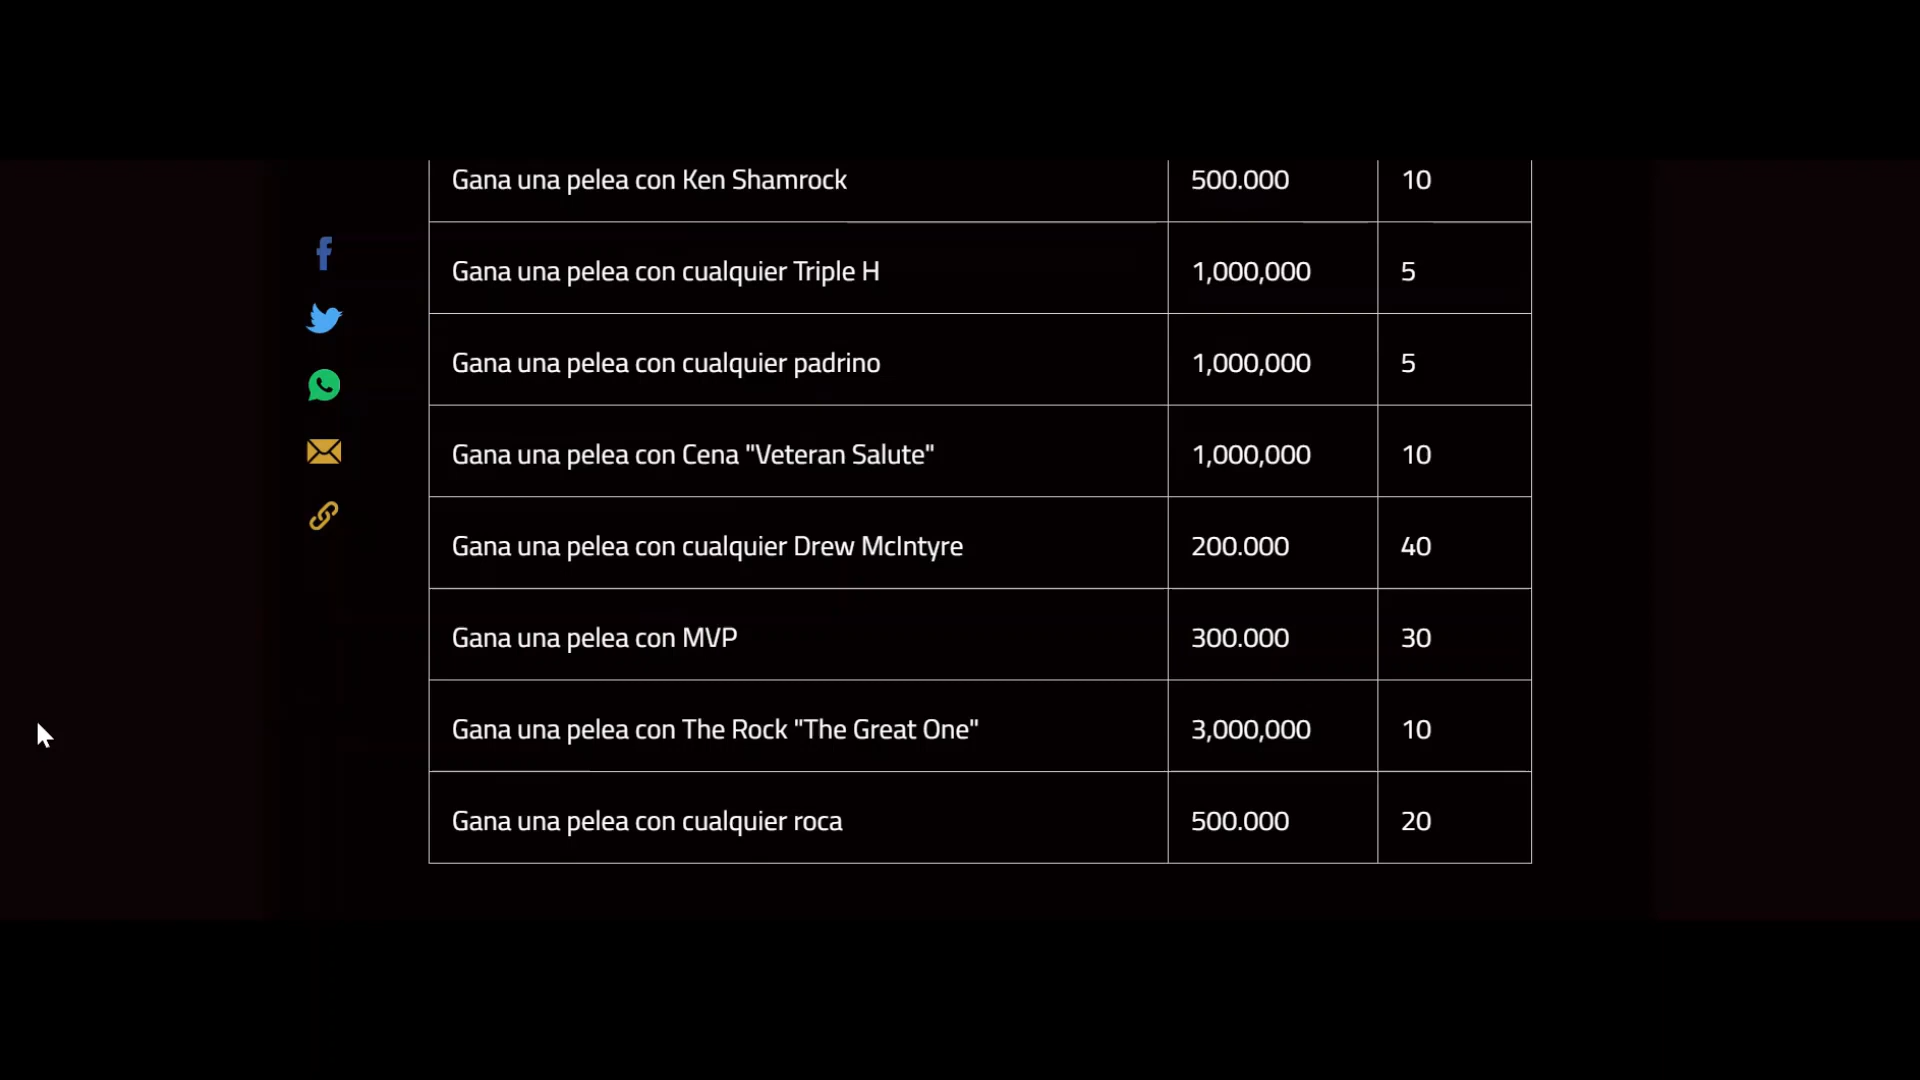 Gana una pelea con Ken Shamrock 500.000 10
Gana una pelea con cualquier Triple H 1,000,000 5
Gana una pelea con cualquier padrino 1,000,000 5
Gana una pelea con Cena "Veteran Salute" 1,000,000 10
Gana una pelea con cualquier Drew McIntyre 200.000 40
Gana una pelea con MVP 300.000 30
Gana una pelea con The Rock "The Great One" 3,000,000 10
Gana una pelea con cualquier roca 500.000 20